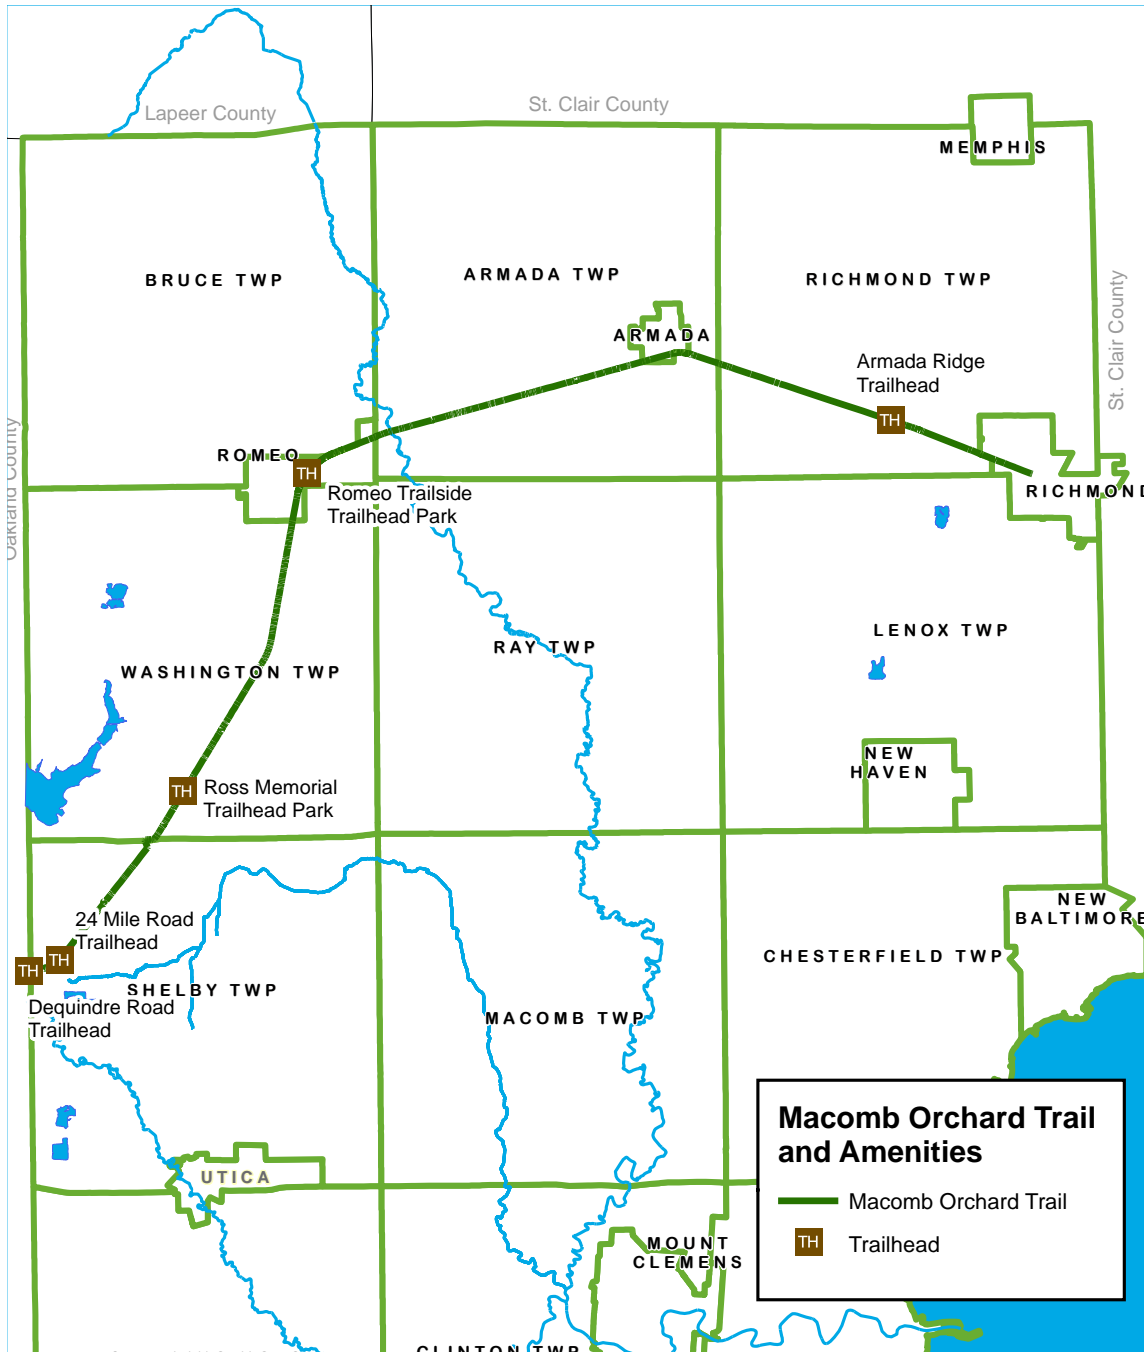 Lapeer County
St. Clair County
MEMPHIS
BRUCE TWP
ARMADA TWP
RICHMOND TWP
St. Clair County
ARMADA
Armada Ridge
Trailhead
TH
Oakland County
ROMEO
TH
Romeo Trailside
Trailhead Park
RICHMOND
LENOX TWP
RAY TWP
WASHINGTON TWP
NEW
HAVEN
TH
Ross Memorial
Trailhead Park
NEW
BALTIMORE
24 Mile Road
Trailhead
CHESTERFIELD TWP
TH
TH
SHELBY TWP
Dequindre Road
Trailhead
MACOMB TWP
Macomb Orchard Trail
and Amenities
Macomb Orchard Trail
TH
Trailhead
UTICA
MOUNT
CLEMENS
CLINTON TWP